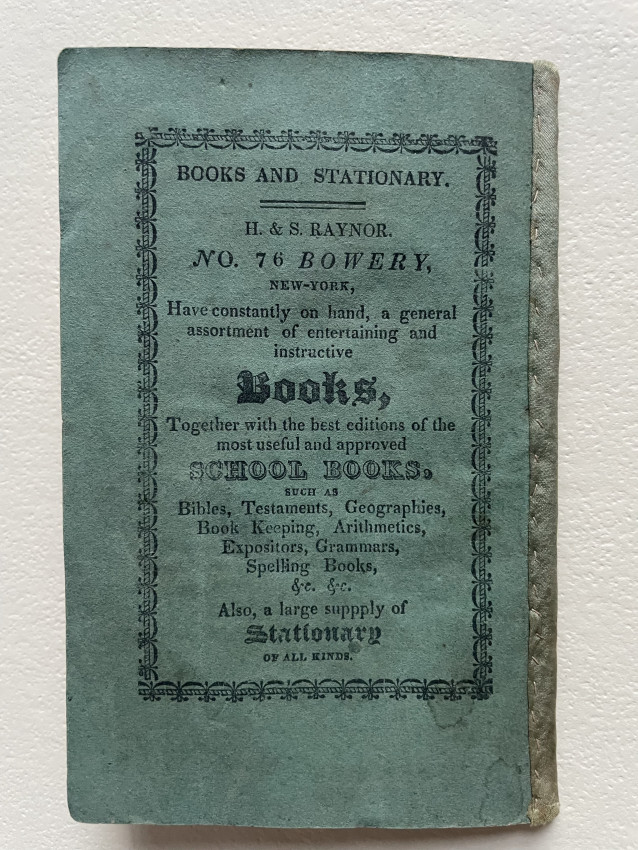 BOOKS AND STATIONARY.
H. & S. RAYNOR.
NO. 76 BOWERY,
NEW-YORK,
Have constantly on hand, a general
assortment of entertaining and
instructive
Books,
Together with the best editions of the
most useful and approved
SCHOOL BOOKS,
SUCH AS
Bibles, Testaments, Geographies,
Book Keeping, Arithmetics,
Expositors, Grammars,
Spelling Books,
&c. &c.
Also, a large suppply of
Stationary
OF ALL KINDS.